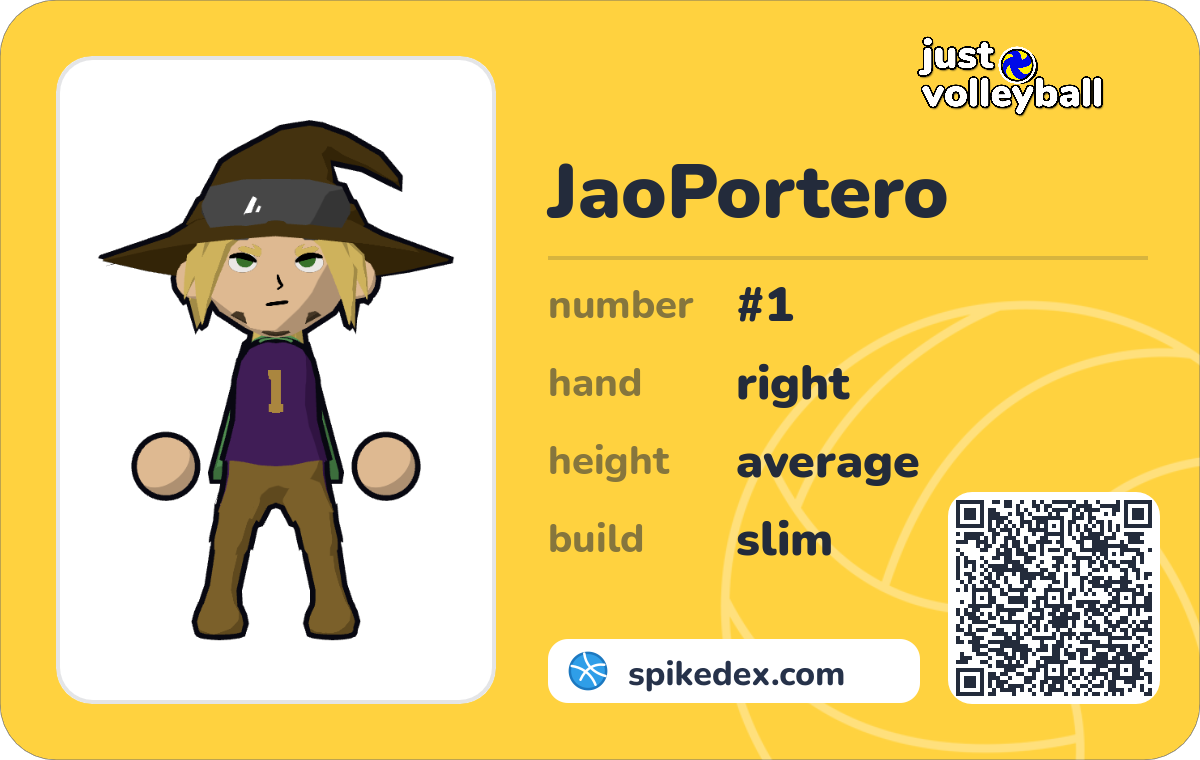 just
volleyball
JaoPortero
number #1
hand right
height average
build slim
1
spikedex.com